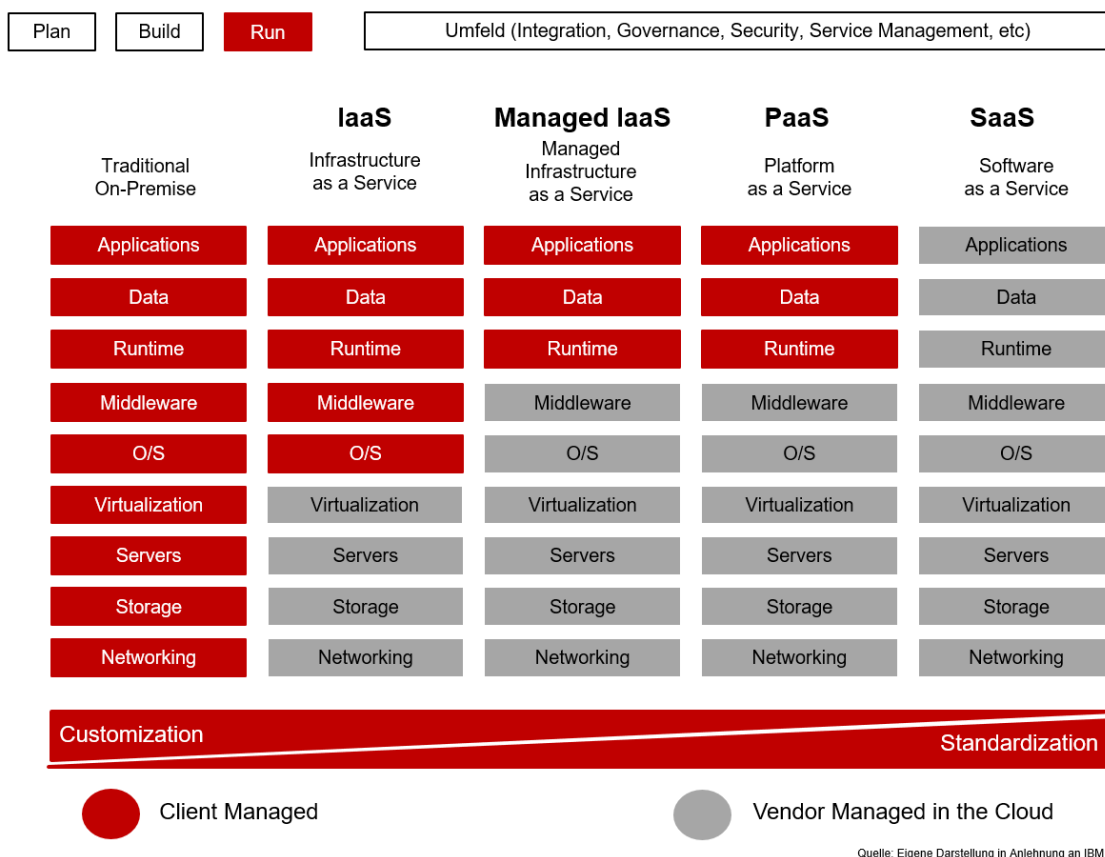 Plan
Build
Run
Umfeld (Integration, Governance, Security, Service Management, etc)
IaaS
Managed IaaS
PaaS
SaaS
Traditional
On-Premise
Infrastructure
as a Service
Managed
Infrastructure
as a Service
Platform
as a Service
Software
as a Service
Applications
Applications
Applications
Applications
Applications
Data
Data
Data
Data
Data
Runtime
Runtime
Runtime
Runtime
Runtime
Middleware
Middleware
Middleware
Middleware
Middleware
O/S
O/S
O/S
O/S
O/S
Virtualization
Virtualization
Virtualization
Virtualization
Virtualization
Servers
Servers
Servers
Servers
Servers
Storage
Storage
Storage
Storage
Storage
Networking
Networking
Networking
Networking
Networking
Customization
Standardization
Client Managed
Vendor Managed in the Cloud
Quelle: Eigene Darstellung in Anlehnung an IBM